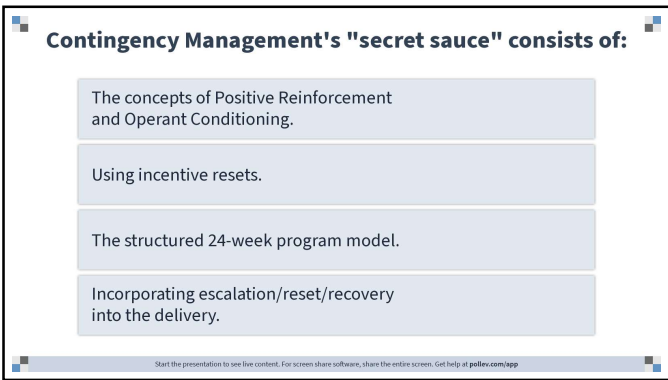 Contingency Management's "secret sauce" consists of:
The concepts of Positive Reinforcement
and Operant Conditioning.
Using incentive resets.
The structured 24-week program model.
Incorporating escalation/reset/recovery
into the delivery.
Start the presentation to see live content. For screen share software, share the entire screen. Get help at pollev.com/app